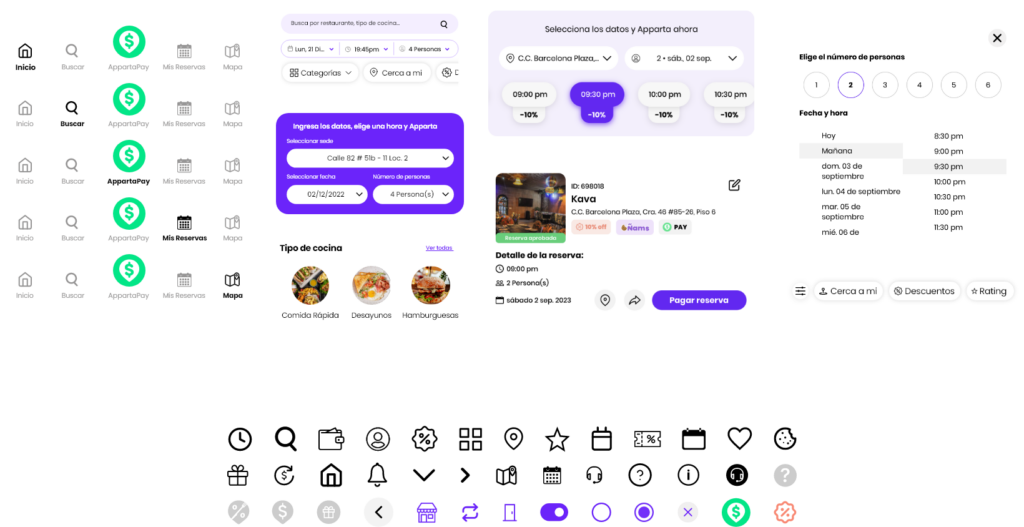 Inicio
Buscar
AppartaPay
Mis Reservas
Mapa
Inicio
Buscar
AppartaPay
Mis Reservas
Mapa
Inicio
Buscar
AppartaPay
Mis Reservas
Mapa
Inicio
Buscar
AppartaPay
Mis Reservas
Mapa
Inicio
Buscar
AppartaPay
Mis Reservas
Mapa
Busca por restaurante, tipo de cocina...
Lun, 21 Di...
19:45pm
4 Personas
Categorías
Cerca a mi
D
Ingresa los datos, elige una hora y Apparta
Seleccionar sede
Calle 82 # 51b - 11 Loc. 2
Seleccionar fecha
Número de personas
02/12/2022
4 Persona(s)
Tipo de cocina
Ver todas.
Comida Rápida
Desayunos
Hamburguesas
Selecciona los datos y Apparta ahora
C.C. Barcelona Plaza,...
2 • sáb., 02 sep.
09:00 pm
09:30 pm
10:00 pm
10:30 pm
-10%
-10%
-10%
-10%
Reserva aprobada
ID: 698018
Kava
C.C. Barcelona Plaza, Cra. 46 #85-26, Piso 6
10% off
Ñams
PAY
Detalle de la reserva:
09:00 pm
2 Persona(s)
sábado 2 sep. 2023
Pagar reserva
Elige el número de personas
1
2
3
4
5
6
Fecha y hora
Hoy
Mañana
dom. 03 de
septiembre
lun. 04 de septiembre
mar. 05 de
septiembre
mié. 06 de
8:30 pm
9:00 pm
9:30 pm
10:00 pm
10:30 pm
11:00 pm
11:30 pm
Cerca a mi
Descuentos
Rating